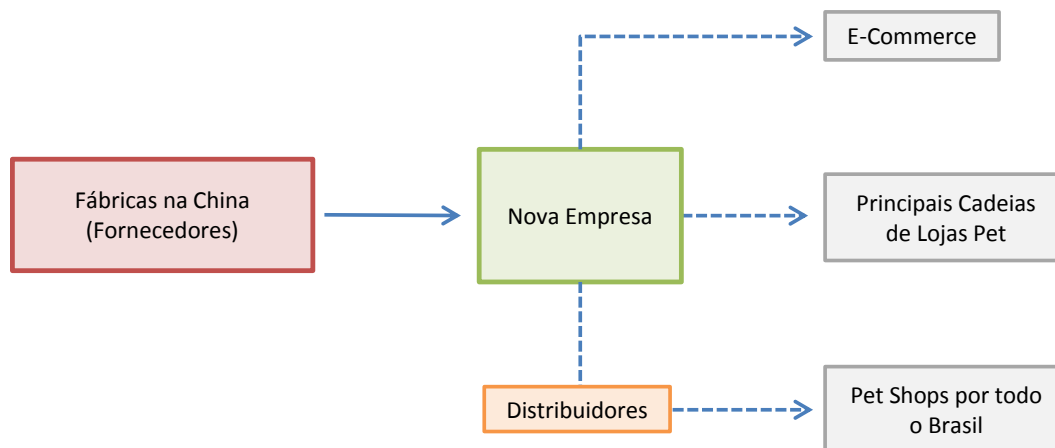 E-Commerce
Fábricas na China
(Fornecedores)
Nova Empresa
Principais Cadeias
de Lojas Pet
Distribuidores
Pet Shops por todo
o Brasil